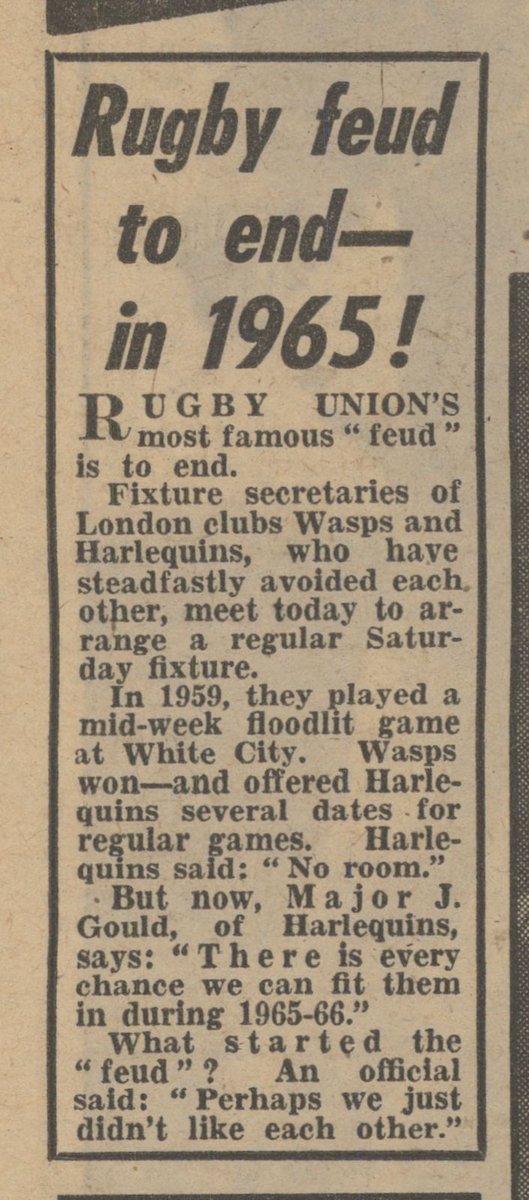 Rugby feud
to end—
in 1965!
RUGBY UNION'S
most famous "feud"
is to end.
Fixture secretaries of
London clubs Wasps and
Harlequins, who have
steadfastly avoided each
other, meet today to ar-
range a regular Satur-
day fixture.
In 1959, they played a
mid-week floodlit game
at White City. Wasps
won—and offered Harle-
quins several dates for
regular games. Harle-
quins said: "No room."
But now, Major J.
Gould, of Harlequins,
says: "There is every
chance we can fit them
in during 1965-66."
What started the
"feud"? An official
said: "Perhaps we just
didn't like each other."